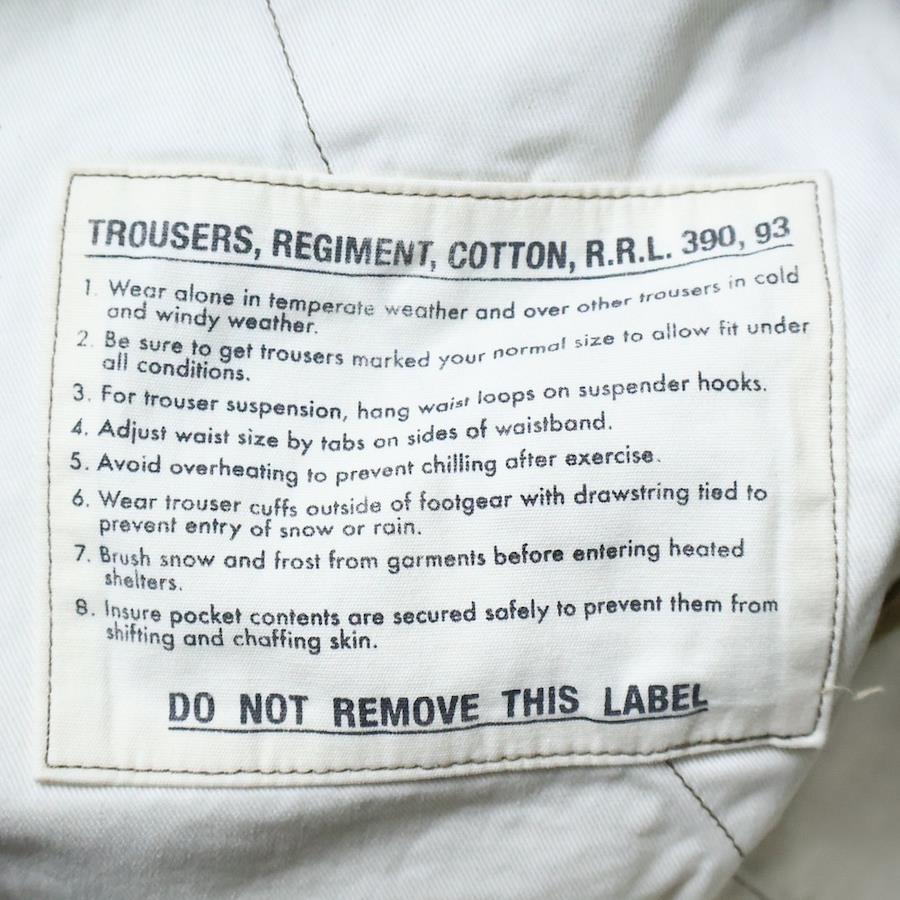 TROUSERS, REGIMENT, COTTON, R.R.L. 390, 93
1. Wear alone in temperate weather and over other trousers in cold
and windy weather.
2. Be sure to get trousers marked your normal size to allow fit under
all conditions.
3. For trouser suspension, hang waist loops on suspender hooks.
4. Adjust waist size by tabs on sides of waistband.
5. Avoid overheating to prevent chilling after exercise.
6. Wear trouser cuffs outside of footgear with drawstring tied to
prevent entry of snow or rain.
7. Brush snow and frost from garments before entering heated
shelters.
8. Insure pocket contents are secured safely to prevent them from
shifting and chaffing skin.
DO NOT REMOVE THIS LABEL